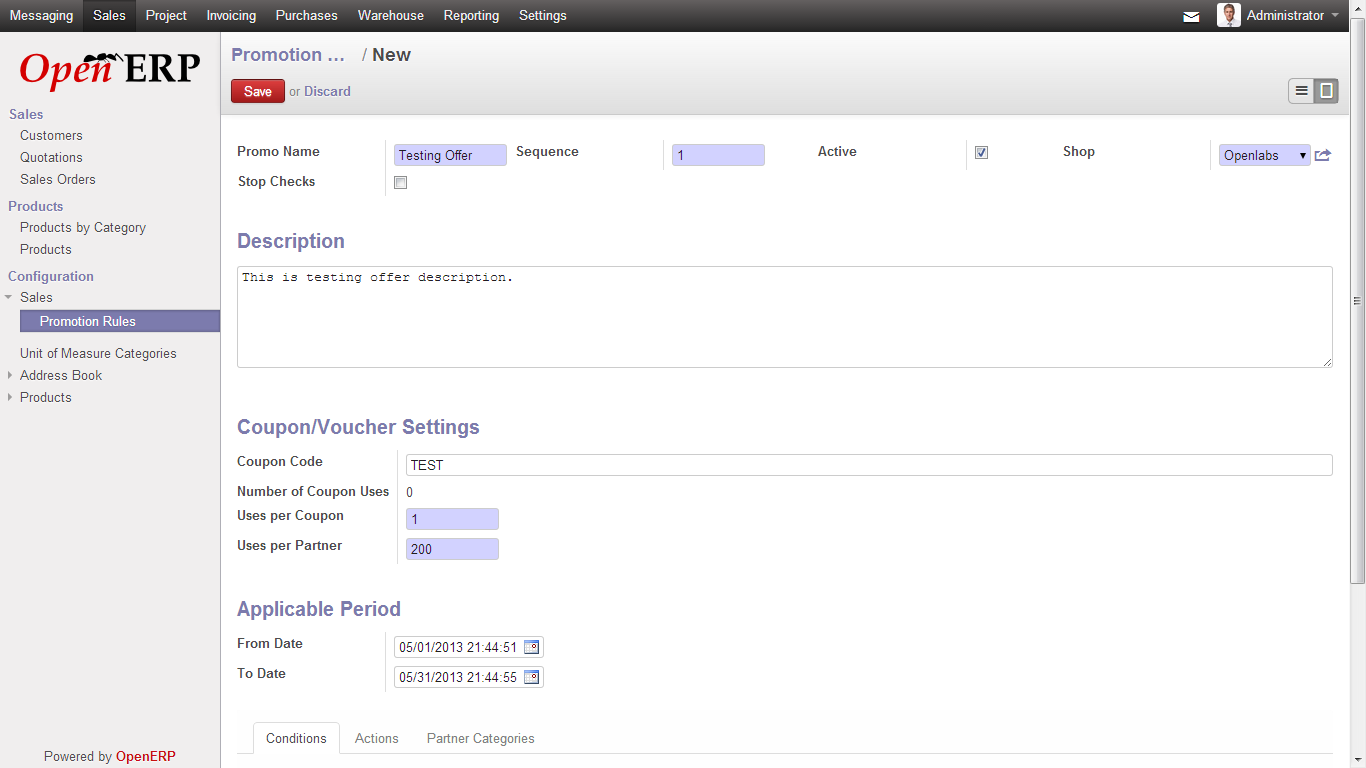 Messaging Sales Project Invoicing Purchases Warehouse Reporting Settings Administrator
OpenERP
Sales
Customers
Quotations
Sales Orders
Products
Products by Category
Products
Configuration
Sales
Promotion Rules
Unit of Measure Categories
Address Book
Products
Powered by OpenERP
Promotion ... / New
Save or Discard
Promo Name Testing Offer Sequence 1 Active Shop Openlabs
Stop Checks
Description
This is testing offer description.
Coupon/Voucher Settings
Coupon Code TEST
Number of Coupon Uses 0
Uses per Coupon 1
Uses per Partner 200
Applicable Period
From Date 05/01/2013 21:44:51
To Date 05/31/2013 21:44:55
Conditions Actions Partner Categories